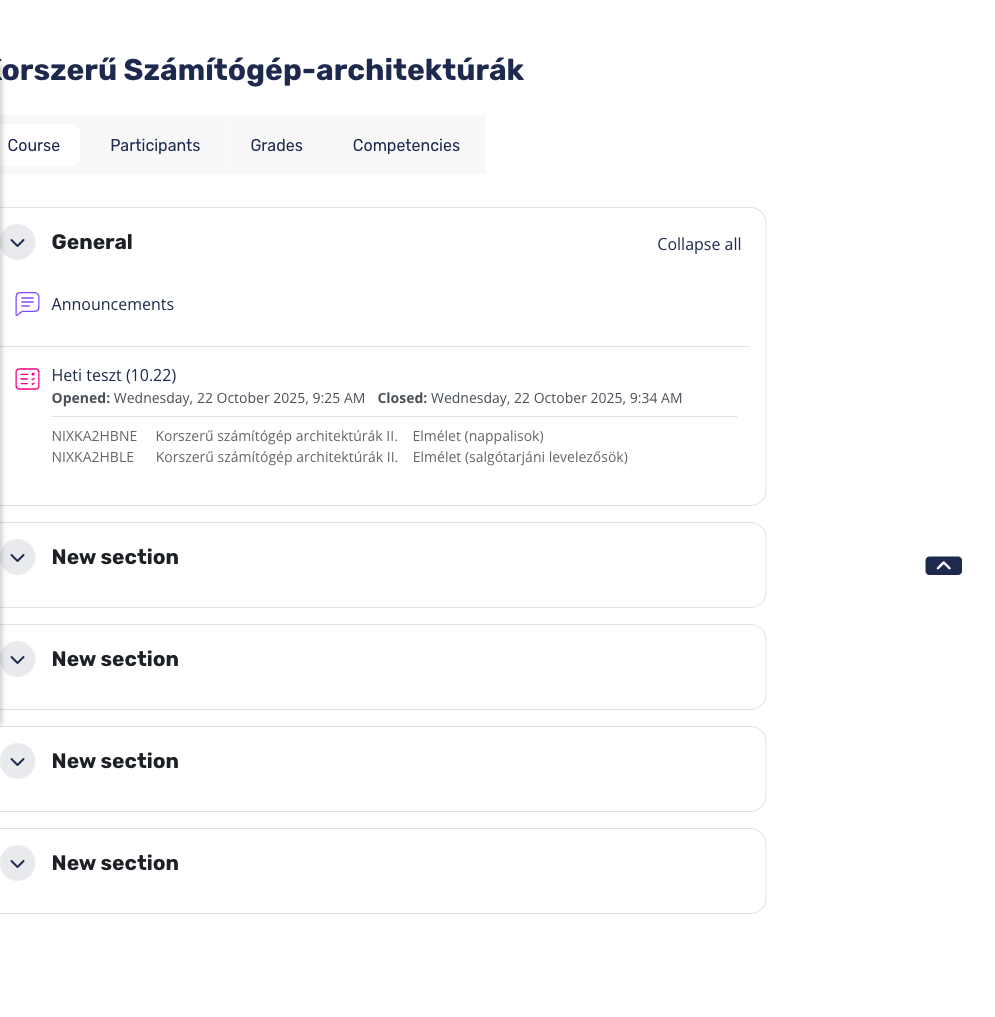 Korszerű Számítógép-architektúrák
Course Participants Grades Competencies
General Collapse all
Announcements
Heti teszt (10.22)
Opened: Wednesday, 22 October 2025, 9:25 AM Closed: Wednesday, 22 October 2025, 9:34 AM
NIXKA2HBNE Korszerű számítógép architektúrák II. Elmélet (nappalisok)
NIXKA2HBLE Korszerű számítógép architektúrák II. Elmélet (salgótarjáni levelezősök)
New section
New section
New section
New section